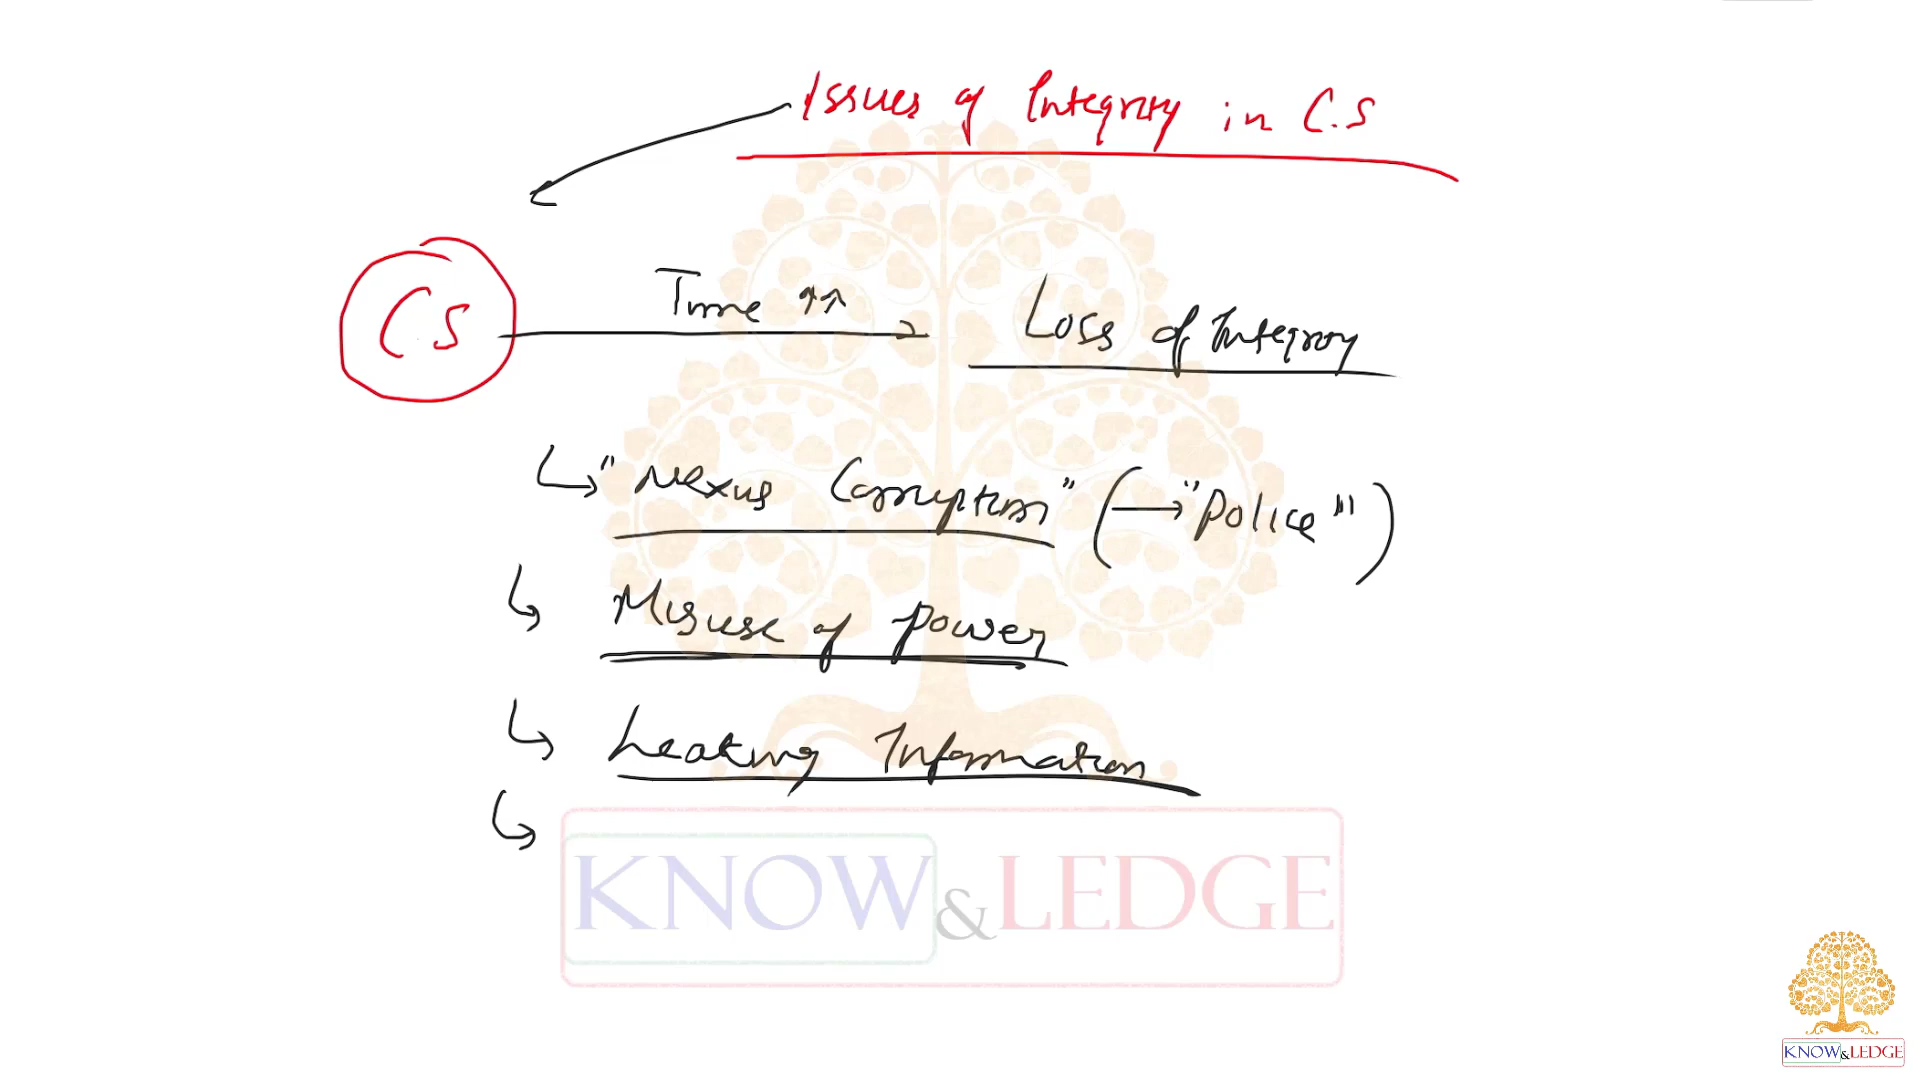 Issues of Integrity in C.S
CS
Time ↑↑
Loss of Integrity
"Nexus Corruption" (→ "Police")
Misuse of power
Leaking Information
KNOW&LEDGE
KNOW&LEDGE